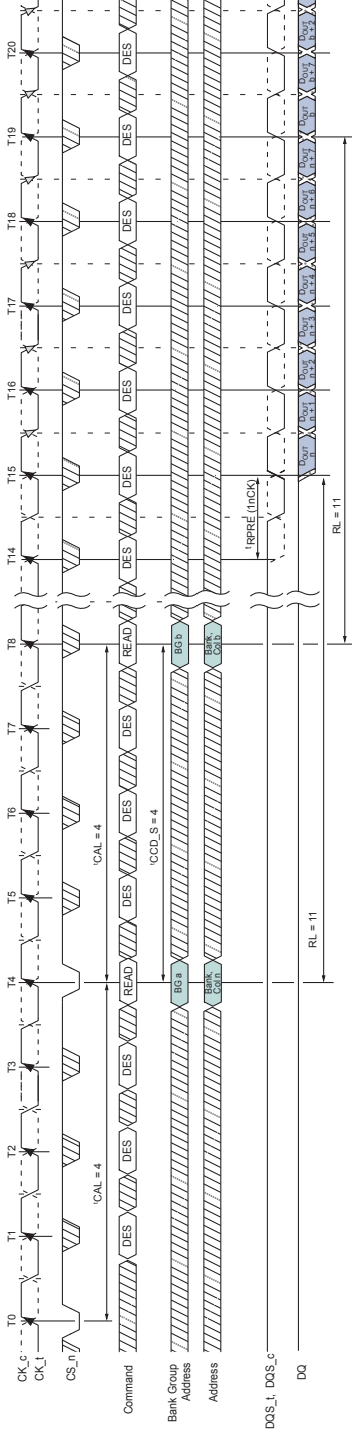 T0 T1 T2 T3 T4 T5 T6 T7 T8 T14 T15 T16 T17 T18 T19 T20
CK_c
CK_t
CS_n
tCAL = 4 tCAL = 4
Command DES DES DES READ DES DES DES READ DES DES DES DES DES DES DES
tCCD_S = 4
Bank Group
Address
BG a BG b
Address
Bank, Col n
Bank, Col b
tRPRE (1nCK)
DQS_t, DQS_c
DQ
DOUT n
DOUT n + 1
DOUT n + 2
DOUT n + 3
DOUT n + 4
DOUT n + 5
DOUT n + 6
DOUT n + 7
DOUT b
DOUT b + 7
DOUT b + 2
RL = 11
RL = 11